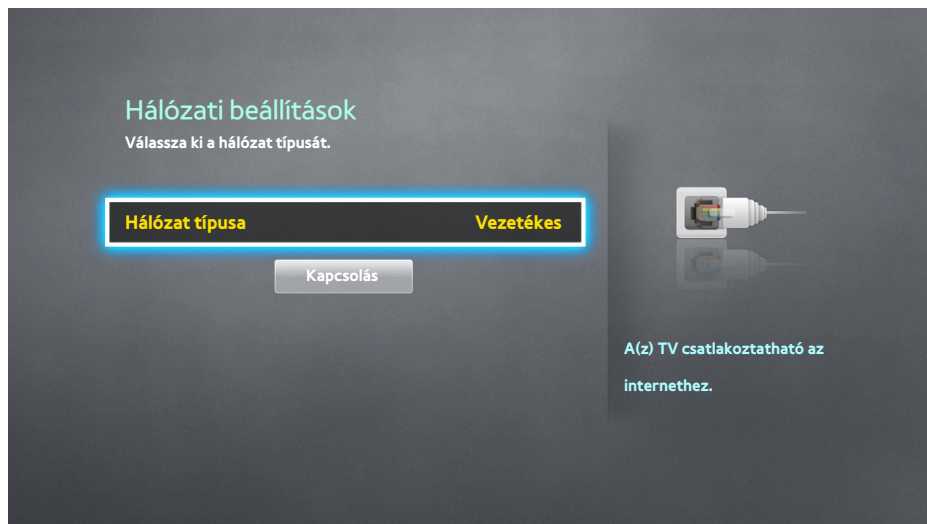 Hálózati beállítások
Válassza ki a hálózat típusát.
Hálózat típusa Vezetékes
Kapcsolás
A(z) TV csatlakoztatható az
internethez.